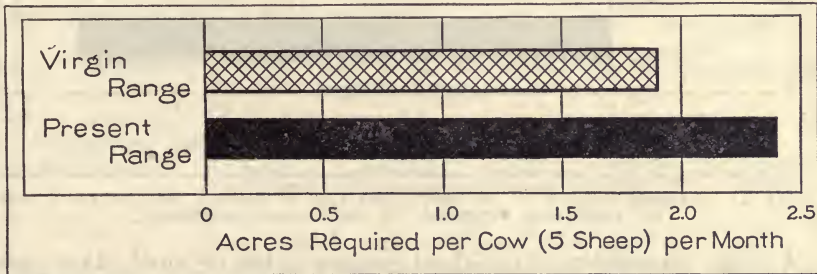 Virgin
Range
Present
Range
0 0.5 1.0 1.5 2.0 2.5
Acres Required per Cow (5 Sheep) per Month